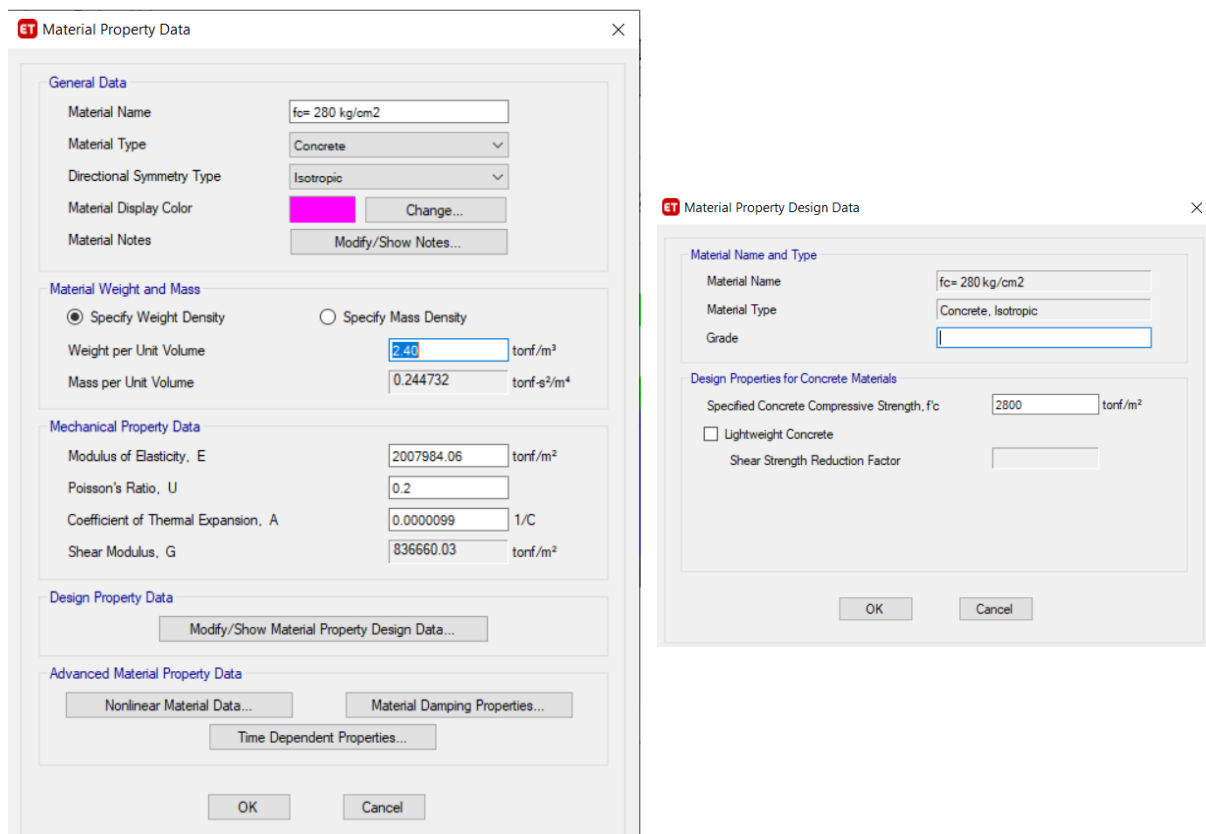 ET Material Property Data
General Data
Material Name fc= 280 kg/cm2
Material Type Concrete
Directional Symmetry Type Isotropic
Material Display Color Change...
Material Notes Modify/Show Notes...
Material Weight and Mass
Specify Weight Density Specify Mass Density
Weight per Unit Volume 2.40 tonf/m³
Mass per Unit Volume 0.244732 tonf-s²/m⁴
Mechanical Property Data
Modulus of Elasticity, E 2007984.06 tonf/m²
Poisson's Ratio, U 0.2
Coefficient of Thermal Expansion, A 0.0000099 1/C
Shear Modulus, G 836660.03 tonf/m²
Design Property Data
Modify/Show Material Property Design Data...
Advanced Material Property Data
Nonlinear Material Data... Material Damping Properties...
Time Dependent Properties...
OK Cancel
ET Material Property Design Data
Material Name and Type
Material Name fc= 280 kg/cm2
Material Type Concrete, Isotropic
Grade
Design Properties for Concrete Materials
Specified Concrete Compressive Strength, f'c 2800 tonf/m²
Lightweight Concrete
Shear Strength Reduction Factor
OK Cancel